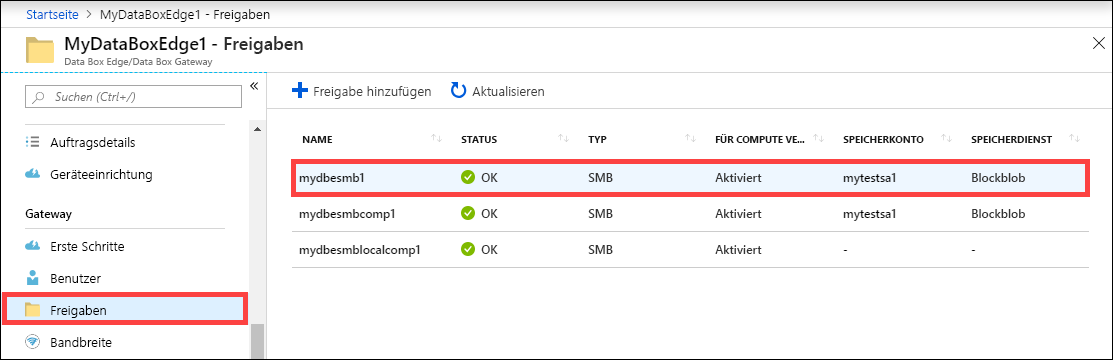 Startseite > MyDataBoxEdge1 - Freigaben
MyDataBoxEdge1 - Freigaben
Data Box Edge/Data Box Gateway
Suchen (Ctrl+/)
Auftragsdetails
Geräteeinrichtung
Gateway
Erste Schritte
Benutzer
Freigaben
Bandbreite
Freigabe hinzufügen Aktualisieren
NAME STATUS TYP FÜR COMPUTE VE... SPEICHERKONTO SPEICHERDIENST
mydbesmb1 OK SMB Aktiviert mytestsa1 Blockblob
mydbesmbcomp1 OK SMB Aktiviert mytestsa1 Blockblob
mydbesmblocalcomp1 OK SMB Aktiviert - -